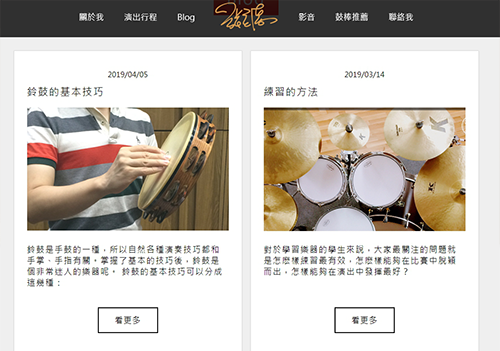 關於我 演出行程 Blog 影音 鼓棒推薦 聯絡我
2019/04/05
鈴鼓的基本技巧
鈴鼓是手鼓的一種，所以自然各種演奏技巧都和
手掌、手指有關，掌握了基本的技巧後，鈴鼓是
個非常迷人的樂器呢。 鈴鼓的基本技巧可以分成
這幾種：
看更多
2019/03/14
練習的方法
對於學習樂器的學生來說，大家最關注的問題就
是怎麼樣練習最有效，怎麼樣能夠在比賽中脫穎
而出，怎樣能夠在演出中發揮最好？
看更多